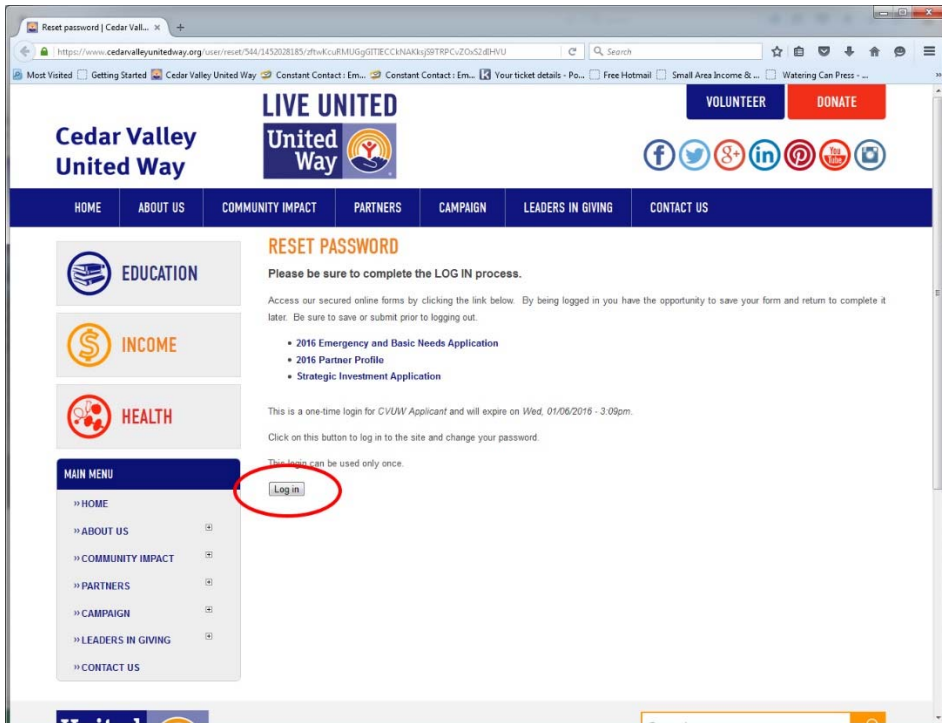 Reset password | Cedar Vall...
https://www.cedarvalleyunitedway.org/user/reset/544/1452028185/
Search
Most Visited Getting Started Cedar Valley United Way Constant Contact : Em... Constant Contact : Em... Your ticket details - Po... Free Hotmail Small Area Income & ... Watering Can Press - ...
LIVE UNITED
VOLUNTEER DONATE
Cedar Valley
United Way
United
Way
You
Tube
HOME ABOUT US COMMUNITY IMPACT PARTNERS CAMPAIGN LEADERS IN GIVING CONTACT US
RESET PASSWORD
Please be sure to complete the LOG IN process.
Access our secured online forms by clicking the link below. By being logged in you have the opportunity to save your form and return to complete it
later. Be sure to save or submit prior to logging out.
• 2016 Emergency and Basic Needs Application
• 2016 Partner Profile
• Strategic Investment Application
This is a one-time login for CVUW Applicant and will expire on Wed, 01/06/2016 - 3:09pm.
Click on this button to log in to the site and change your password.
This login can be used only once.
Log in
EDUCATION
INCOME
HEALTH
MAIN MENU
» HOME
» ABOUT US
» COMMUNITY IMPACT
» PARTNERS
» CAMPAIGN
» LEADERS IN GIVING
» CONTACT US